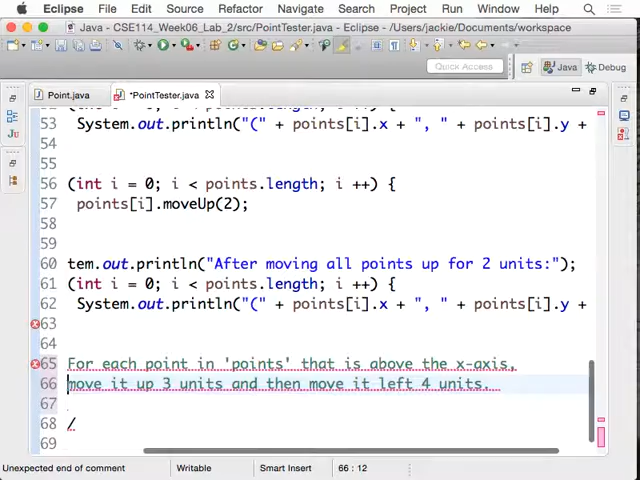 Eclipse File Edit Source Refactor Navigate Search Project Run Window Help
Java - CSE114_Week06_Lab_2/src/PointTester.java - Eclipse - /Users/jackie/Documents/workspace
Quick Access Java Debug
Point.java *PointTester.java
(int i = 0; i < points.length; i ++) {
53 System.out.println("(" + points[i].x + ", " + points[i].y +
54
55
56 (int i = 0; i < points.length; i ++) {
57 points[i].moveUp(2);
58
59
60 tem.out.println("After moving all points up for 2 units:");
61 (int i = 0; i < points.length; i ++) {
62 System.out.println("(" + points[i].x + ", " + points[i].y +
63
64
65 For each point in 'points' that is above the x-axis,
66 move it up 3 units and then move it left 4 units.
67
68 /
69
Unexpected end of comment Writable Smart Insert 66 : 12